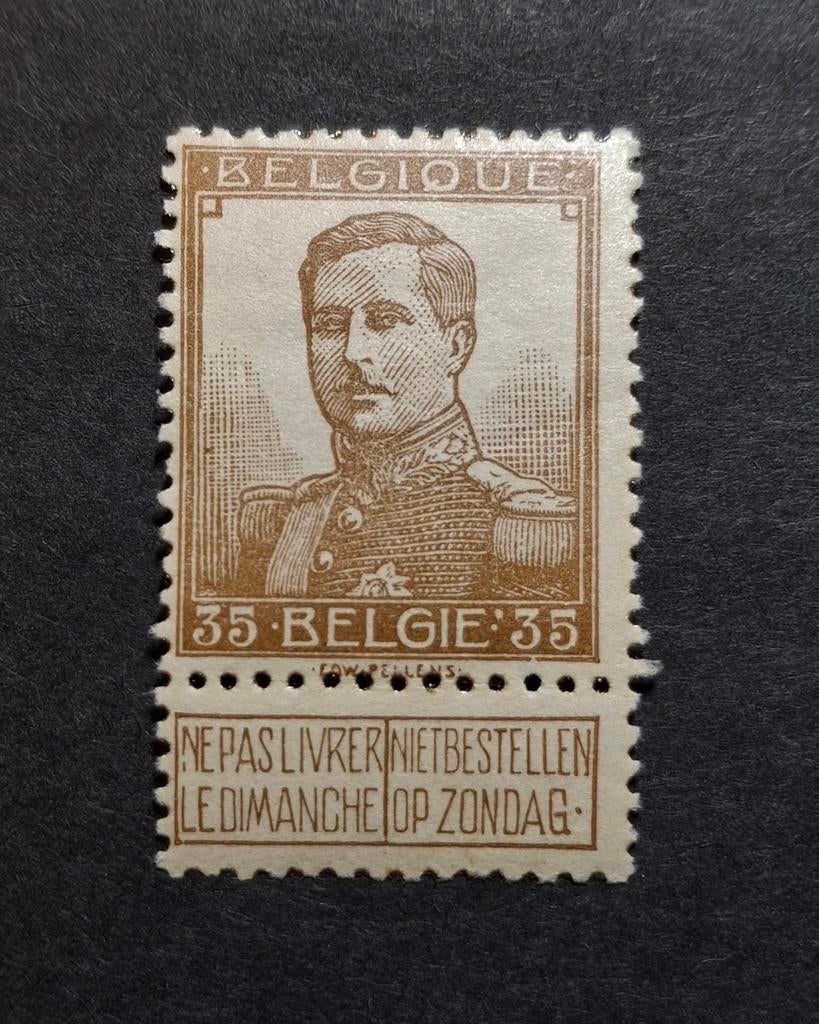 ·BELGIQUE·
35·BELGIE·35
·EDW.PELLENS·
NE PAS LIVRER NIET BESTELLEN
LE DIMANCHE OP ZONDAG·